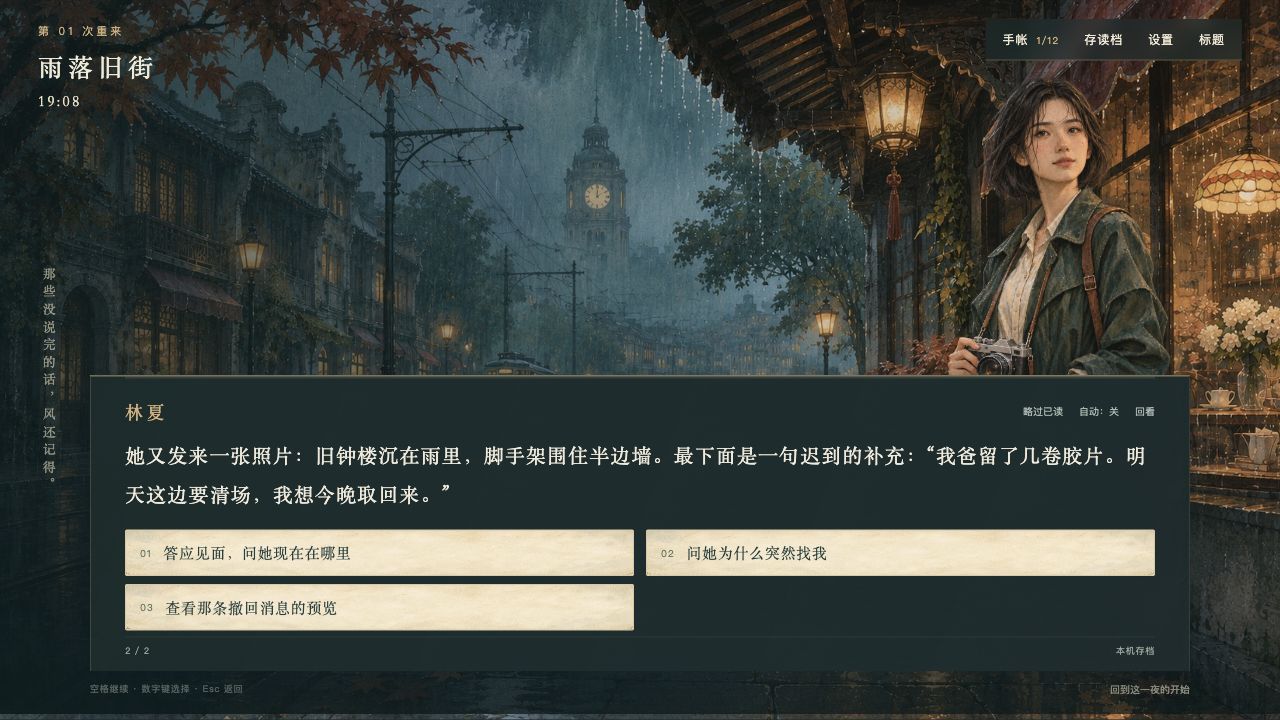 第 01 次重来
雨落旧街
19:08
手帐 1/12 存读档 设置 标题
那些没说完的话，风还记得。
林夏
略过已读 自动：关 回看
她又发来一张照片：旧钟楼沉在雨里，脚手架围住半边墙。最下面是一句迟到的补充：“我爸留了几卷胶片。明
天这边要清场，我想今晚取回来。”
01 答应见面，问她现在在哪里
02 问她为什么突然找我
03 查看那条撤回消息的预览
2 / 2
本机存档
空格继续 · 数字键选择 · Esc 返回
回到这一夜的开始